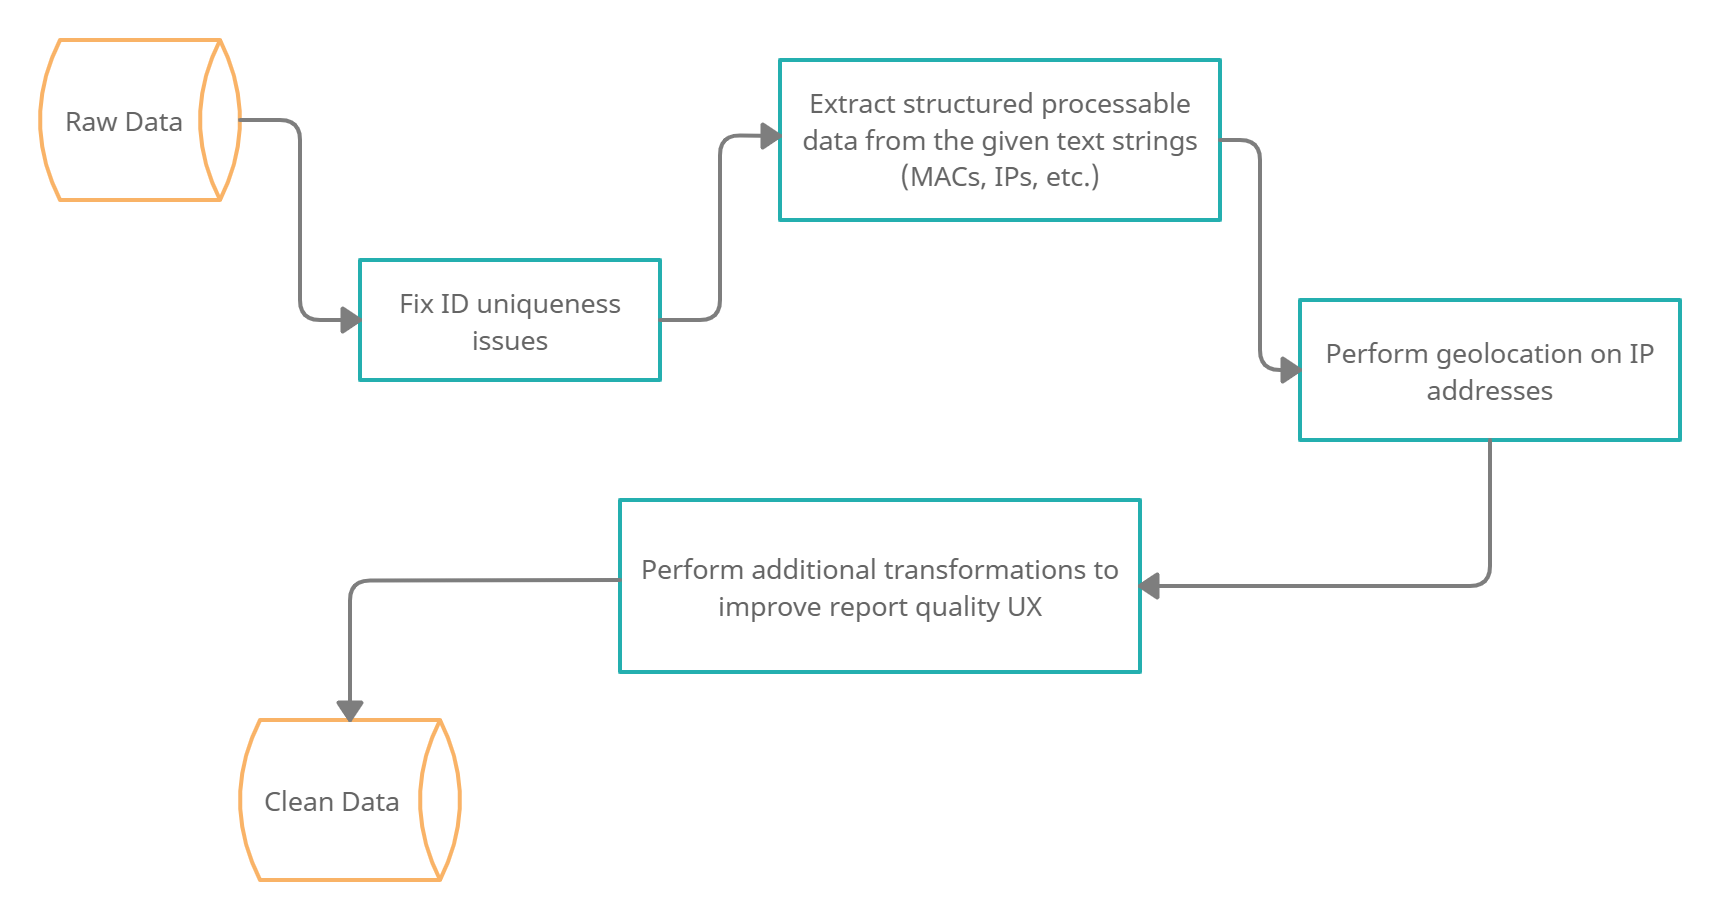 Raw Data
Extract structured processable
data from the given text strings
(MACs, IPs, etc.)
Fix ID uniqueness
issues
Perform geolocation on IP
addresses
Perform additional transformations to
improve report quality UX
Clean Data